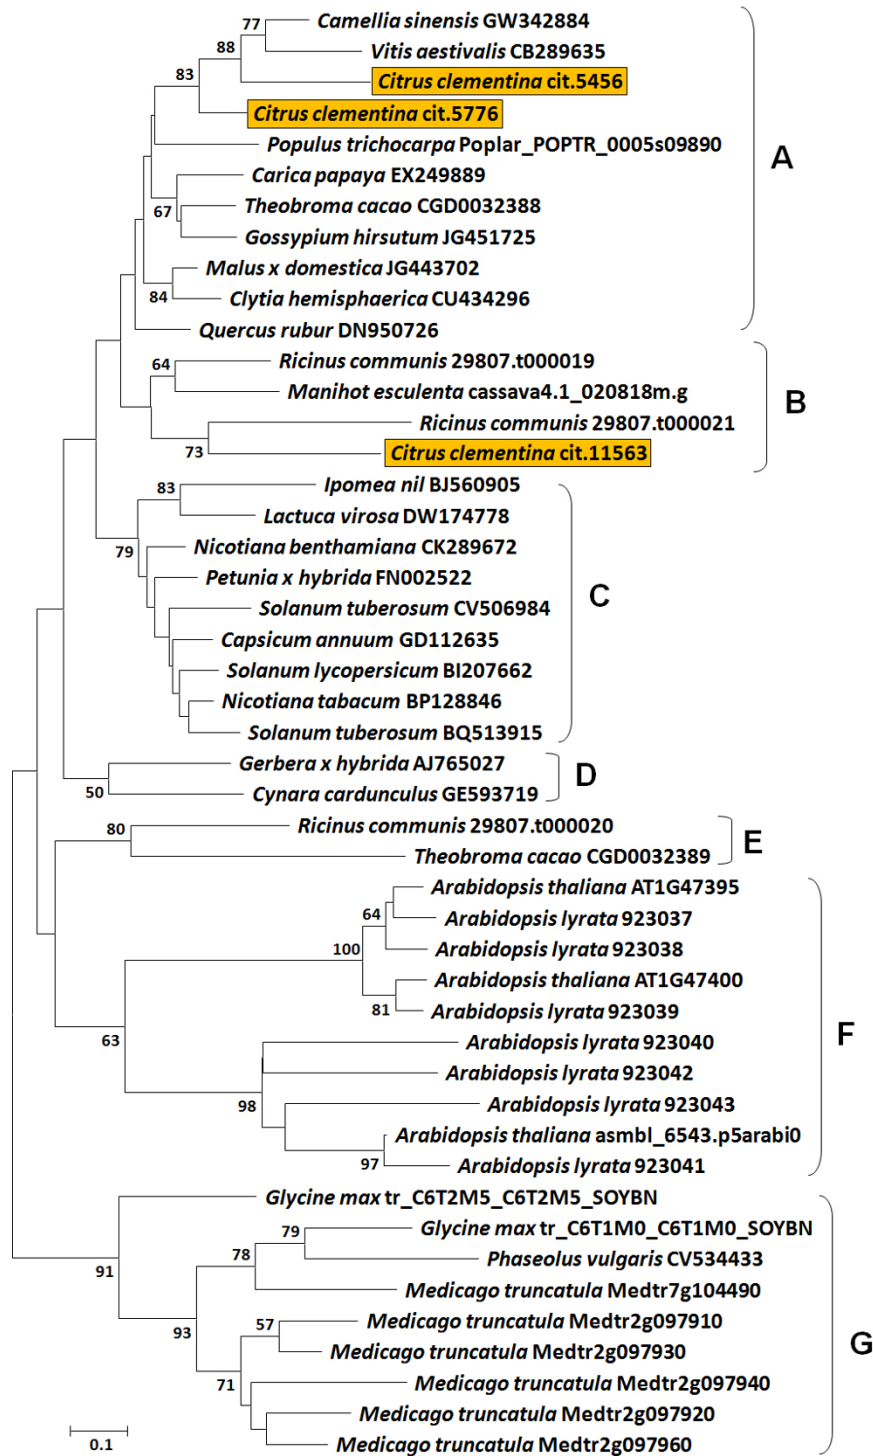 Camellia sinensis GW342884
77
Vitis aestivalis CB289635
88
Citrus clementina cit.5456
83
Citrus clementina cit.5776
Populus trichocarpa Poplar_POPTR_0005s09890
A
Carica papaya EX249889
Theobroma cacao CGD0032388
67
Gossypium hirsutum JG451725
Malus x domestica JG443702
84
Clytia hemisphaerica CU434296
Quercus rubur DN950726
Ricinus communis 29807.t000019
64
Manihot esculenta cassava4.1_020818m.g
B
Ricinus communis 29807.t000021
73
Citrus clementina cit.11563
Ipomea nil BJ560905
83
Lactuca virosa DW174778
79
Nicotiana benthamiana CK289672
Petunia x hybrida FN002522
C
Solanum tuberosum CV506984
Capsicum annuum GD112635
Solanum lycopersicum BI207662
Nicotiana tabacum BP128846
Solanum tuberosum BQ513915
Gerbera x hybrida AJ765027
D
50
Cynara cardunculus GE593719
Ricinus communis 29807.t000020
80
E
Theobroma cacao CGD0032389
Arabidopsis thaliana AT1G47395
64
Arabidopsis lyrata 923037
100
Arabidopsis lyrata 923038
Arabidopsis thaliana AT1G47400
81
Arabidopsis lyrata 923039
F
63
Arabidopsis lyrata 923040
Arabidopsis lyrata 923042
98
Arabidopsis lyrata 923043
Arabidopsis thaliana asmbl_6543.p5arabi0
97
Arabidopsis lyrata 923041
Glycine max tr_C6T2M5_C6T2M5_SOYBN
79
Glycine max tr_C6T1M0_C6T1M0_SOYBN
78
Phaseolus vulgaris CV534433
91
Medicago truncatula Medtr7g104490
93
57
Medicago truncatula Medtr2g097910
G
Medicago truncatula Medtr2g097930
71
Medicago truncatula Medtr2g097940
Medicago truncatula Medtr2g097920
0.1
Medicago truncatula Medtr2g097960